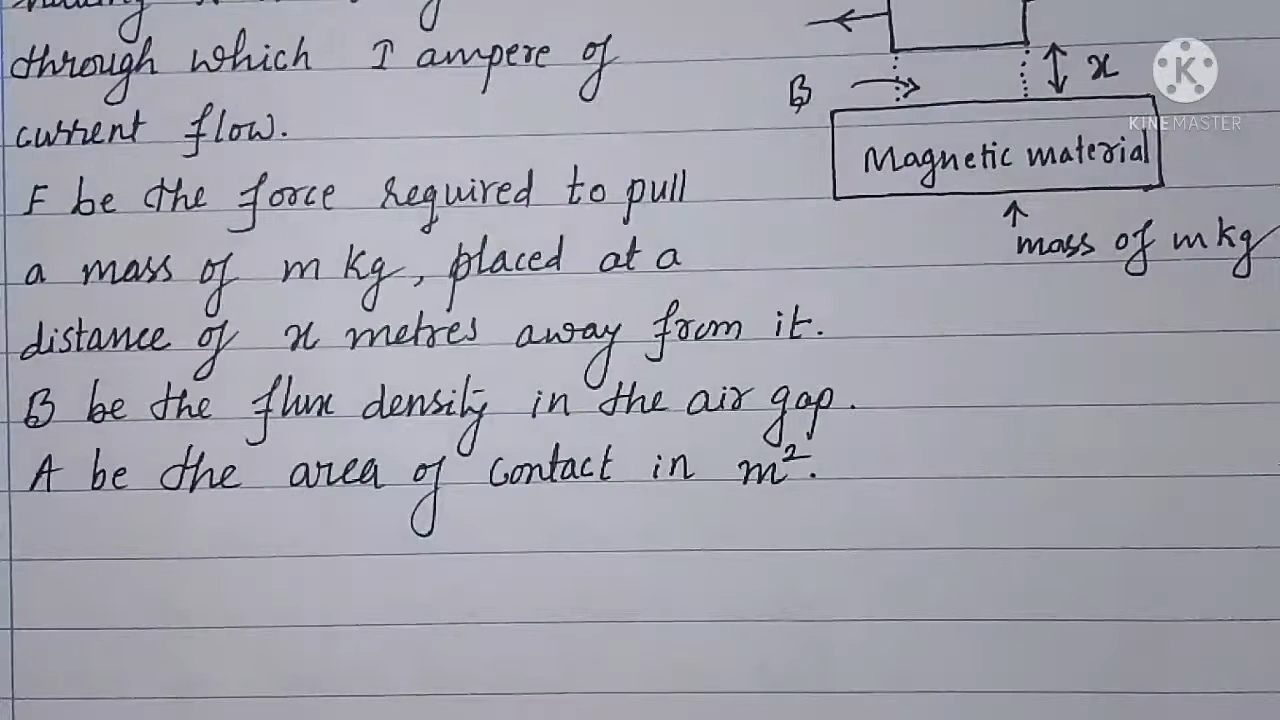 through which I ampere of
current flow.
F be the force required to pull
a mass of m kg, placed at a
distance of x metres away from it.
B be the flux density in the air gap.
A be the area of contact in m².
x
B
K
KINEMASTER
Magnetic material
↑
mass of m kg